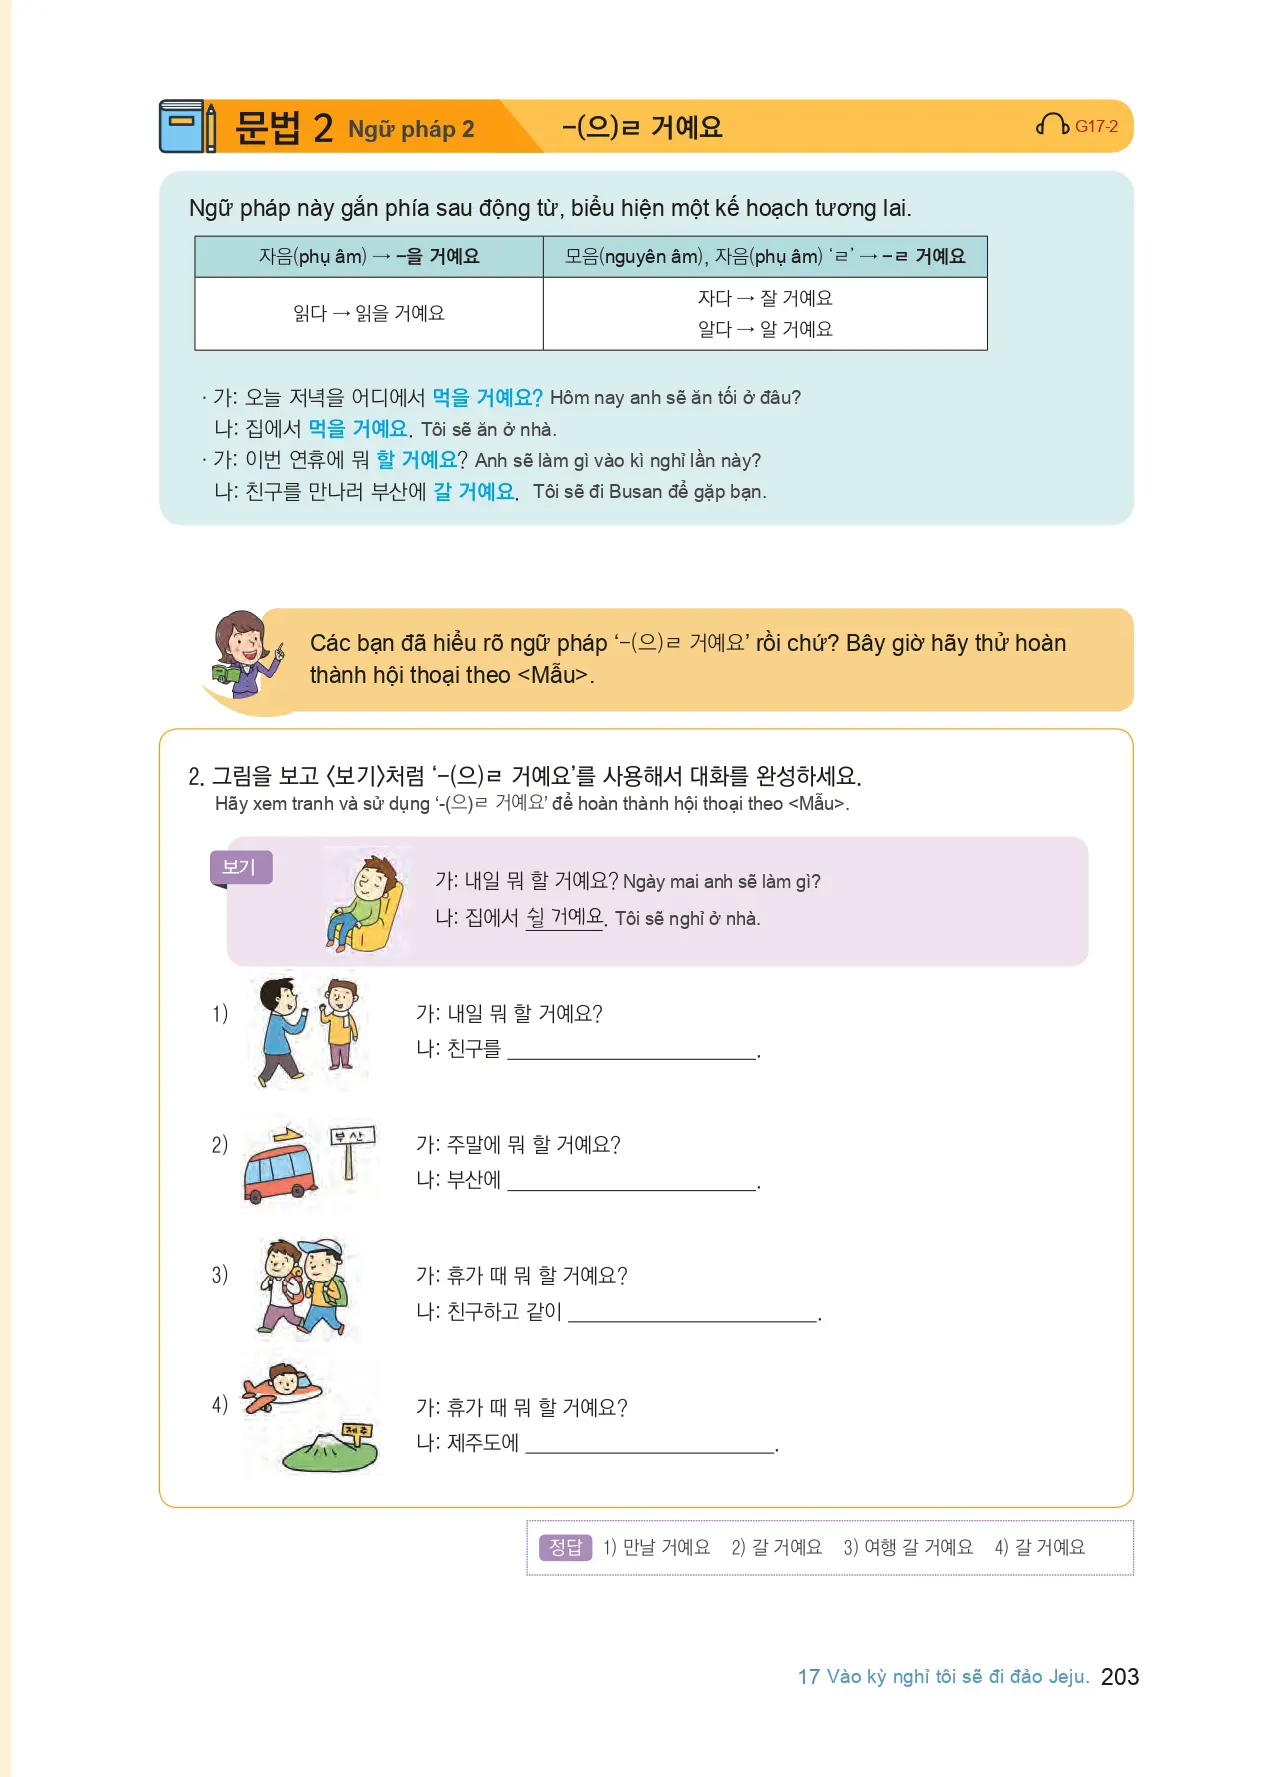 문법 2 Ngữ pháp 2 -(으)ㄹ 거예요 G17-2
Ngữ pháp này gắn phía sau động từ, biểu hiện một kế hoạch tương lai.
자음(phụ âm) → -을 거예요 모음(nguyên âm), 자음(phụ âm) ‘ㄹ’ → -ㄹ 거예요
읽다 → 읽을 거예요
자다 → 잘 거예요
알다 → 알 거예요
· 가: 오늘 저녁을 어디에서 먹을 거예요? Hôm nay anh sẽ ăn tối ở đâu?
나: 집에서 먹을 거예요. Tôi sẽ ăn ở nhà.
· 가: 이번 연휴에 뭐 할 거예요? Anh sẽ làm gì vào kì nghỉ lần này?
나: 친구를 만나러 부산에 갈 거예요. Tôi sẽ đi Busan để gặp bạn.
Các bạn đã hiểu rõ ngữ pháp ‘-(으)ㄹ 거예요’ rồi chứ? Bây giờ hãy thử hoàn
thành hội thoại theo <Mẫu>.
2. 그림을 보고 <보기>처럼 ‘-(으)ㄹ 거예요’를 사용해서 대화를 완성하세요.
Hãy xem tranh và sử dụng ‘-(으)ㄹ 거예요’ để hoàn thành hội thoại theo <Mẫu>.
보기
가: 내일 뭐 할 거예요? Ngày mai anh sẽ làm gì?
나: 집에서 쉴 거예요. Tôi sẽ nghỉ ở nhà.
1) 가: 내일 뭐 할 거예요?
나: 친구를 ____________________.
부산
2) 가: 주말에 뭐 할 거예요?
나: 부산에 ____________________.
3) 가: 휴가 때 뭐 할 거예요?
나: 친구하고 같이 ____________________.
4) 가: 휴가 때 뭐 할 거예요?
제주
나: 제주도에 ____________________.
정답 1) 만날 거예요 2) 갈 거예요 3) 여행 갈 거예요 4) 갈 거예요
17 Vào kỳ nghỉ tôi sẽ đi đảo Jeju. 203